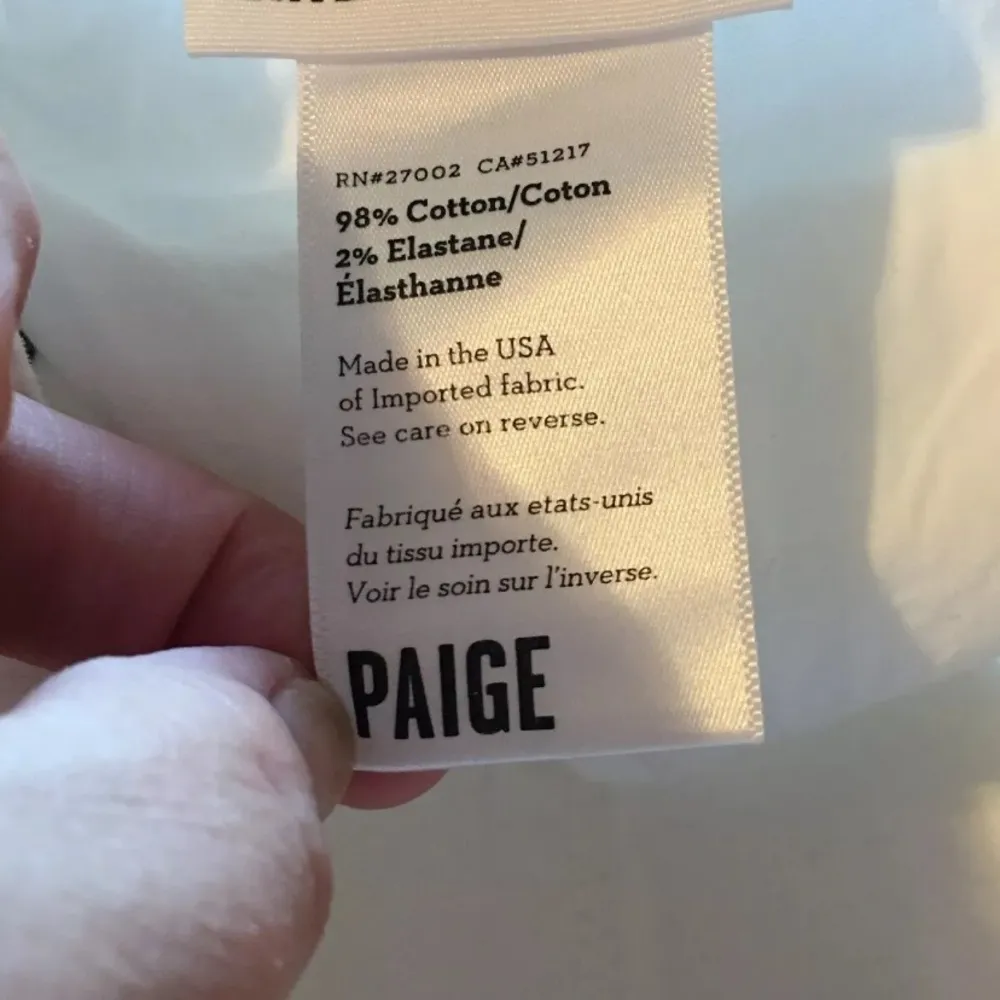 RN#27002 CA#51217
98% Cotton/Coton
2% Elastane/
Élasthanne
Made in the USA
of Imported fabric.
See care on reverse.
Fabriqué aux etats-unis
du tissu importe.
Voir le soin sur l'inverse.
PAIGE